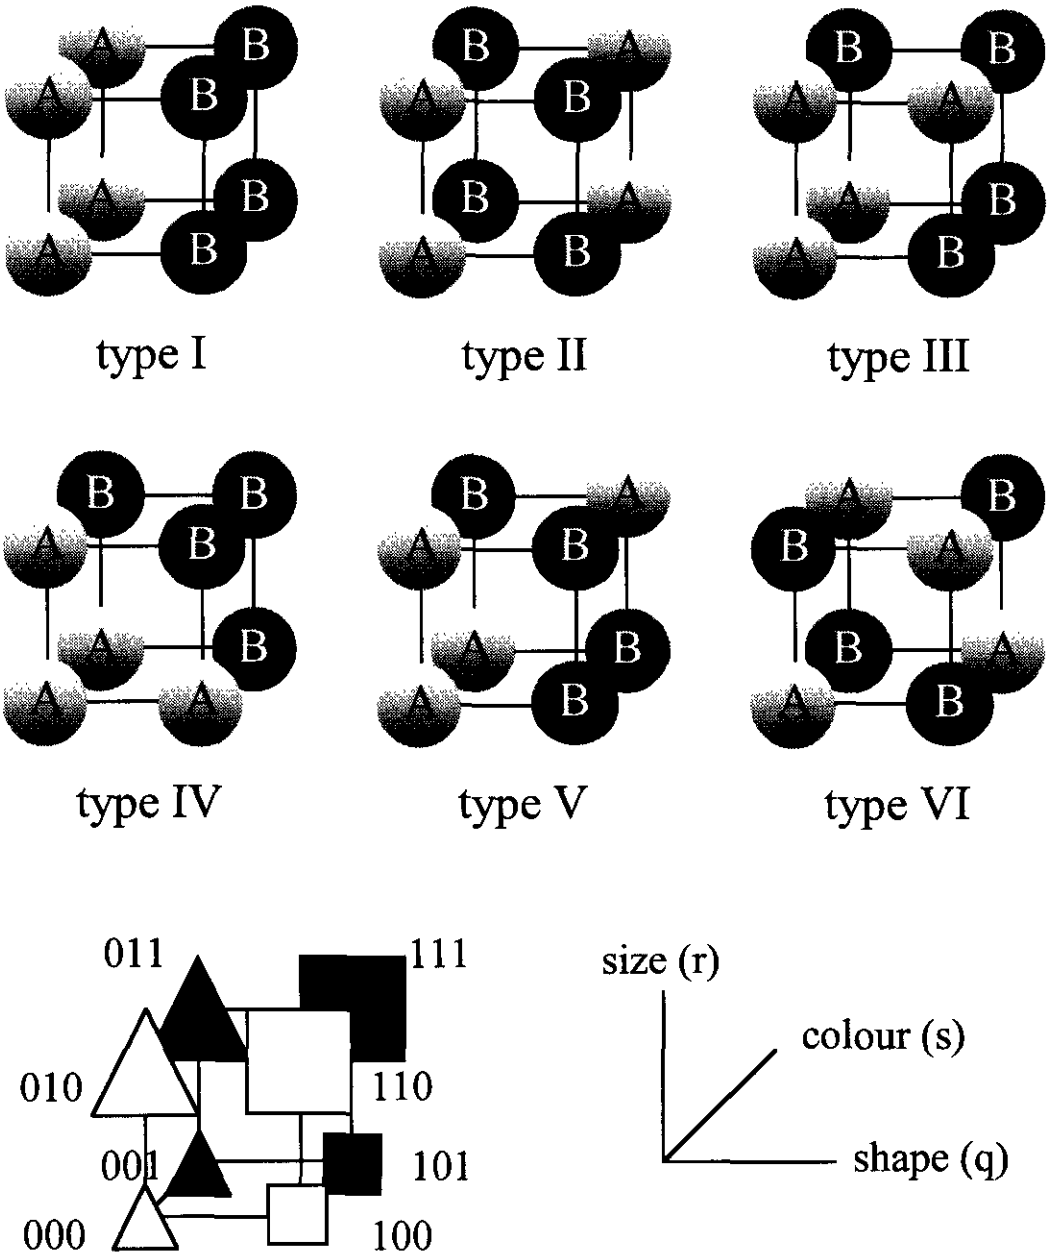 A B
A B
A B
A B
type I
B A
A B
B A
A B
type II
B B
A A
A B
A B
type III
B B
A B
A B
A A
type IV
B A
A B
A B
A B
type V
A B
B A
B A
A B
type VI
011 111
010 110
001 101
000 100
size (r)
colour (s)
shape (q)